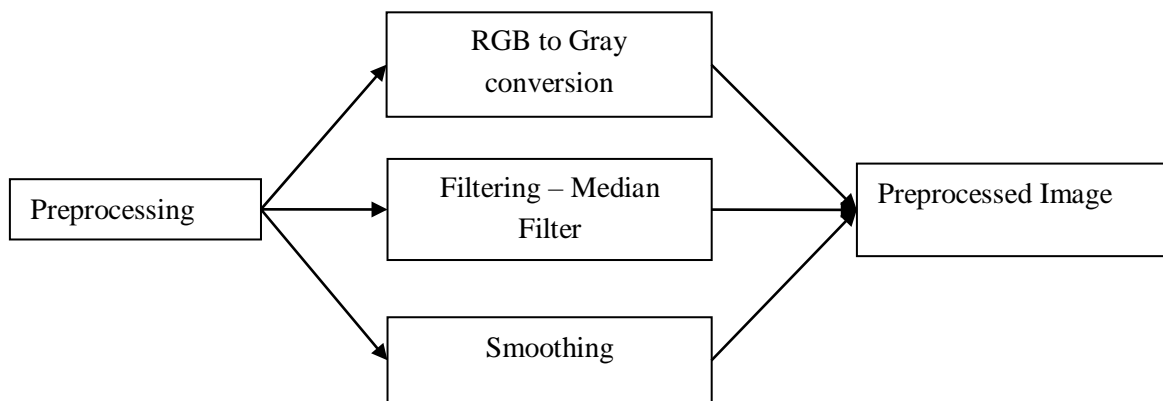 RGB to Gray
conversion
Preprocessing
Filtering – Median
Filter
Preprocessed Image
Smoothing